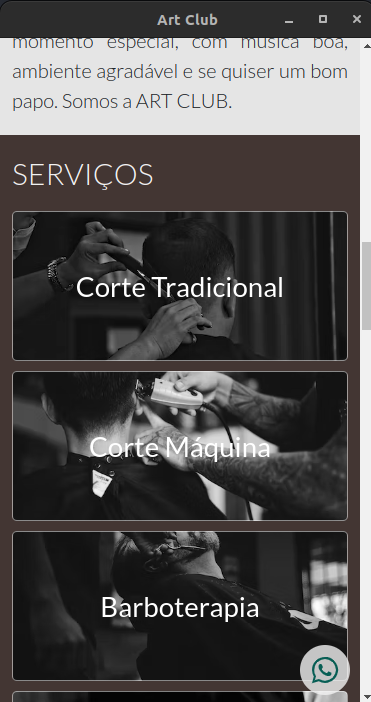 Art Club
momento especial, com música boa,
ambiente agradável e se quiser um bom
papo. Somos a ART CLUB.
SERVIÇOS
Corte Tradicional
Corte Máquina
Barboterapia